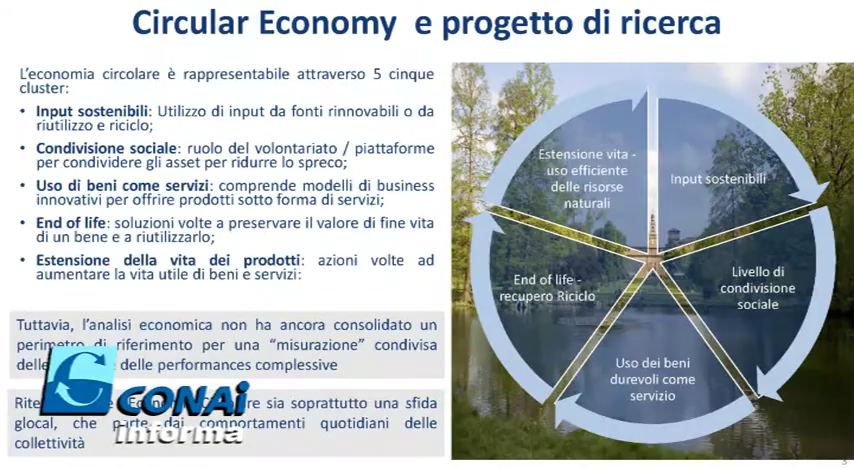 Circular Economy e progetto di ricerca
L'economia circolare è rappresentabile attraverso 5 cinque
cluster:
• Input sostenibili: Utilizzo di input da fonti rinnovabili o da
riutilizzo e riciclo;
• Condivisione sociale: ruolo del volontariato / piattaforme
per condividere gli asset per ridurre lo spreco;
• Uso di beni come servizi: comprende modelli di business
innovativi per offrire prodotti sotto forma di servizi;
• End of life: soluzioni volte a preservare il valore di fine vita
di un bene e a riutilizzarlo;
• Estensione della vita dei prodotti: azioni volte ad
aumentare la vita utile di beni e servizi:
Tuttavia, l'analisi economica non ha ancora consolidato un
perimetro di riferimento per una "misurazione" condivisa
delle performances complessive
sia soprattutto una sfida
glocal, che parte dai comportamenti quotidiani delle
collettività
CONAi
informa
Estensione vita -
uso efficiente
delle risorse
naturali
Input sostenibili
End of life -
recupero Riciclo
Livello di
condivisione
sociale
Uso dei beni
durevoli come
servizio
3